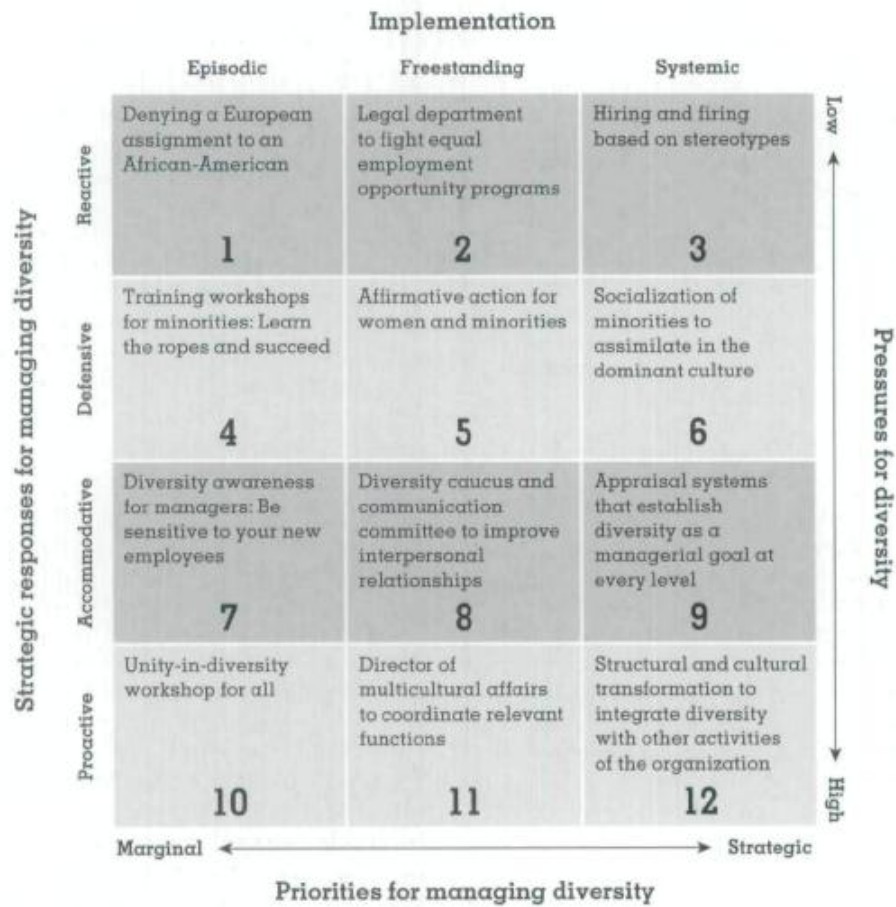 Implementation
Episodic
Freestanding
Systemic
Strategic responses for managing diversity
Reactive
Denying a European
assignment to an
African-American
1
Legal department
to fight equal
employment
opportunity programs
2
Hiring and firing
based on stereotypes
3
Low
Defensive
Training workshops
for minorities: Learn
the ropes and succeed
4
Affirmative action for
women and minorities
5
Socialization of
minorities to
assimilate in the
dominant culture
6
Pressures for diversity
Accommodative
Diversity awareness
for managers: Be
sensitive to your new
employees
7
Diversity caucus and
communication
committee to improve
interpersonal
relationships
8
Appraisal systems
that establish
diversity as a
managerial goal at
every level
9
Proactive
Unity-in-diversity
workshop for all
10
Director of
multicultural affairs
to coordinate relevant
functions
11
Structural and cultural
transformation to
integrate diversity
with other activities
of the organization
12
High
Marginal
Strategic
Priorities for managing diversity